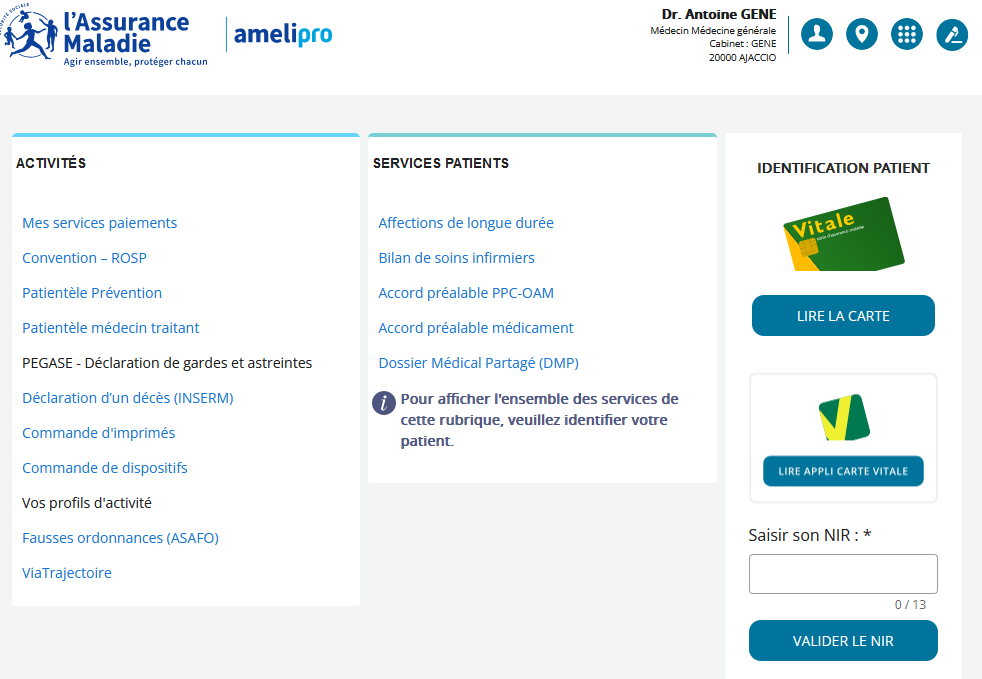 SÉCURITÉ SOCIALE
l'Assurance
Maladie
Agir ensemble, protéger chacun
amelipro
Dr. Antoine GENE
Médecin Médecine générale
Cabinet : GENE
20000 AJACCIO
ACTIVITÉS
Mes services paiements
Convention – ROSP
Patientèle Prévention
Patientèle médecin traitant
PEGASE - Déclaration de gardes et astreintes
Déclaration d’un décès (INSERM)
Commande d'imprimés
Commande de dispositifs
Vos profils d'activité
Fausses ordonnances (ASAFO)
ViaTrajectoire
SERVICES PATIENTS
Affections de longue durée
Bilan de soins infirmiers
Accord préalable PPC-OAM
Accord préalable médicament
Dossier Médical Partagé (DMP)
i
Pour afficher l'ensemble des services de
cette rubrique, veuillez identifier votre
patient.
IDENTIFICATION PATIENT
Vitale
carte d'assurance maladie
LIRE LA CARTE
LIRE APPLI CARTE VITALE
Saisir son NIR : *
0 / 13
VALIDER LE NIR